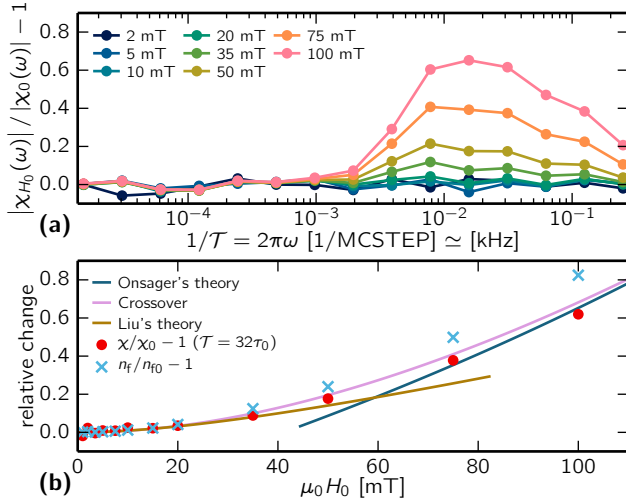 |χ_{H_0}(ω)| / |χ_0(ω)| − 1
0.8
0.6
0.4
0.2
0.0
2 mT
5 mT
10 mT
20 mT
35 mT
50 mT
75 mT
100 mT
(a)
10^{−4}
10^{−3}
10^{−2}
10^{−1}
1/𝒯 = 2πω [1/MCSTEP] ≃ [kHz]
relative change
0.8
0.6
0.4
0.2
0.0
Onsager's theory
Crossover
Liu's theory
χ/χ_0 − 1 (𝒯 = 32τ_0)
n_f/n_{f0} − 1
(b)
0 20 40 60 80 100
μ_0H_0 [mT]